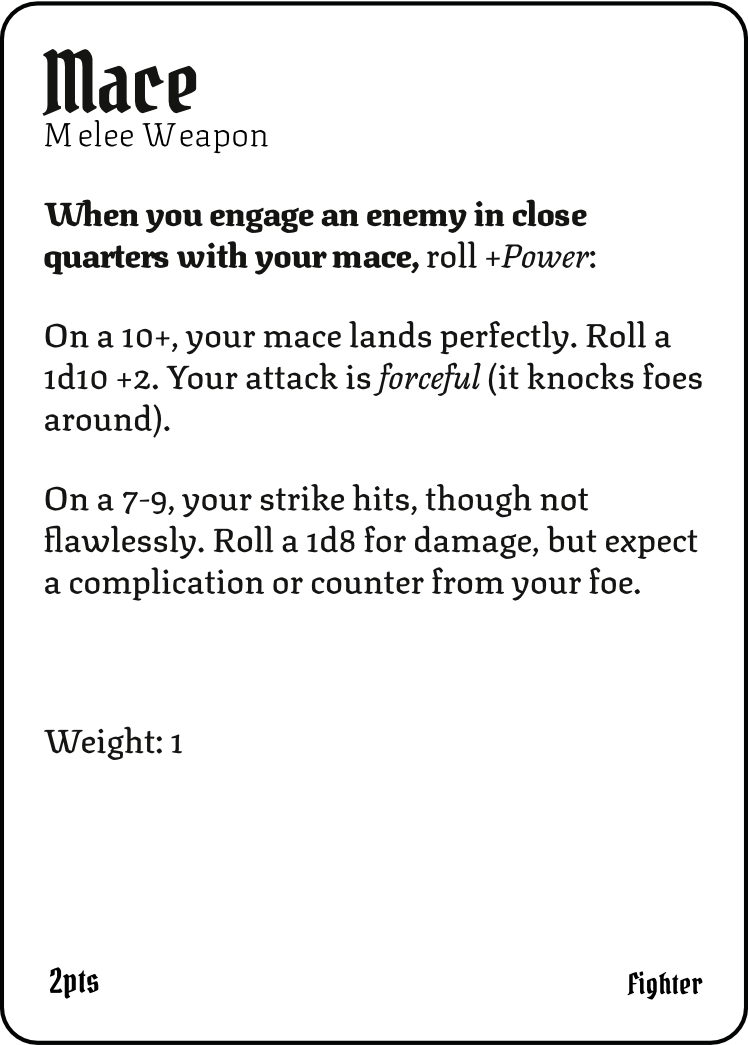 Mace
Melee Weapon
When you engage an enemy in close
quarters with your mace, roll +Power:
On a 10+, your mace lands perfectly. Roll a
1d10 +2. Your attack is forceful (it knocks foes
around).
On a 7-9, your strike hits, though not
flawlessly. Roll a 1d8 for damage, but expect
a complication or counter from your foe.
Weight: 1
2pts
Fighter